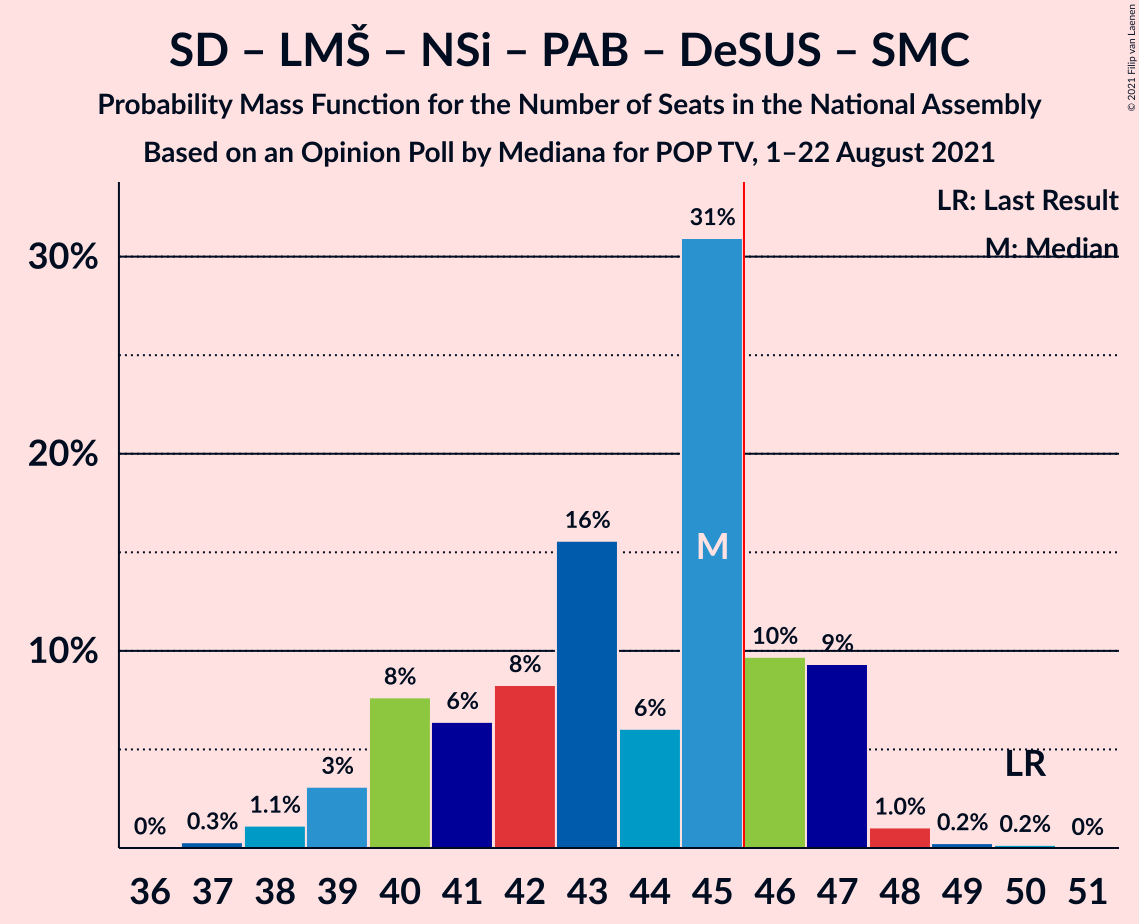 SD – LMŠ – NSi – PAB – DeSUS – SMC
Probability Mass Function for the Number of Seats in the National Assembly
Based on an Opinion Poll by Mediana for POP TV, 1–22 August 2021
© 2021 Filip van Laenen
LR: Last Result
M: Median
30%
20%
10%
0%
0.3%
1.1%
3%
8%
6%
8%
16%
6%
31%
M
10%
9%
1.0%
0.2%
LR
0.2%
0%
36 37 38 39 40 41 42 43 44 45 46 47 48 49 50 51